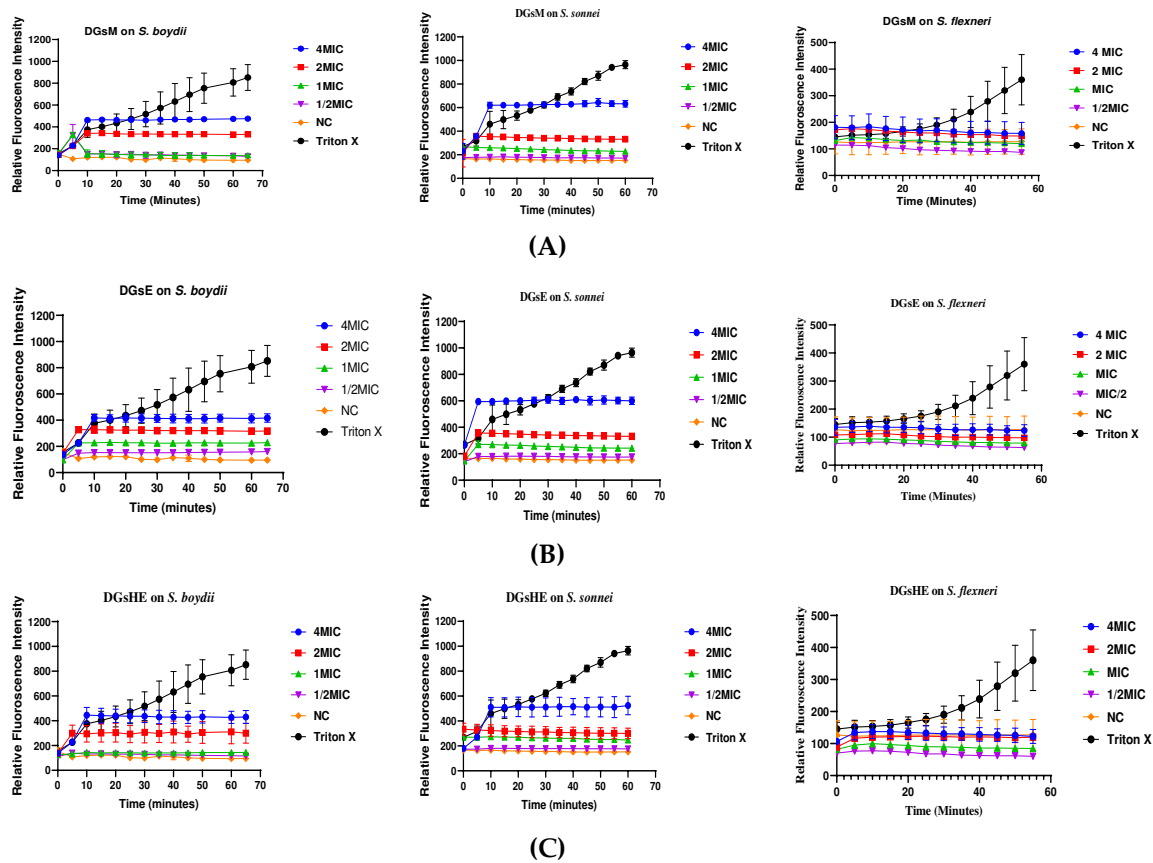 DGsM on S. boydii
Relative Fluorescence Intensity
1200
1000
800
600
400
200
0
0 10 20 30 40 50 60 70
Time (Minutes)
4MIC
2MIC
1MIC
1/2MIC
NC
Triton X
DGsM on S. sonnei
Relative Fluorescence Intensity
1200
1000
800
600
400
200
0
0 10 20 30 40 50 60 70
Time (minutes)
4MIC
2MIC
1MIC
1/2MIC
NC
Triton X
DGsM on S. flexneri
Relative Fluorescence Intensity
500
400
300
200
100
0
0 20 40 60
Time (Minutes)
4 MIC
2 MIC
MIC
1/2MIC
NC
Triton X
(A)
DGsE on S. boydii
Relative Fluorescence Intensity
1200
1000
800
600
400
200
0
0 10 20 30 40 50 60 70
Time (minutes)
4MIC
2MIC
1MIC
1/2MIC
NC
Triton X
DGsE on S. sonnei
Relative Fluorescence Intensity
1200
1000
800
600
400
200
0
0 10 20 30 40 50 60 70
Time (minutes)
4MIC
2MIC
1MIC
1/2MIC
NC
Triton X
DGsE on S. flexneri
Relative Fluorescence Intensity
500
400
300
200
100
0
0 20 40 60
Time (Minutes)
4 MIC
2 MIC
MIC
MIC/2
NC
Triton X
(B)
DGsHE on S. boydii
Relative Fluorescence Intensity
1200
1000
800
600
400
200
0
0 10 20 30 40 50 60 70
Time (minutes)
4MIC
2MIC
1MIC
1/2MIC
NC
Triton X
DGsHE on S. sonnei
Relative Fluorescence Intensity
1200
1000
800
600
400
200
0
0 10 20 30 40 50 60 70
Time (minutes)
4MIC
2MIC
1MIC
1/2MIC
NC
Triton X
DGsHE on S. flexneri
Relative Fluorescence Intensity
500
400
300
200
100
0
0 20 40 60
Time (Minutes)
4MIC
2MIC
MIC
1/2MIC
NC
Triton X
(C)